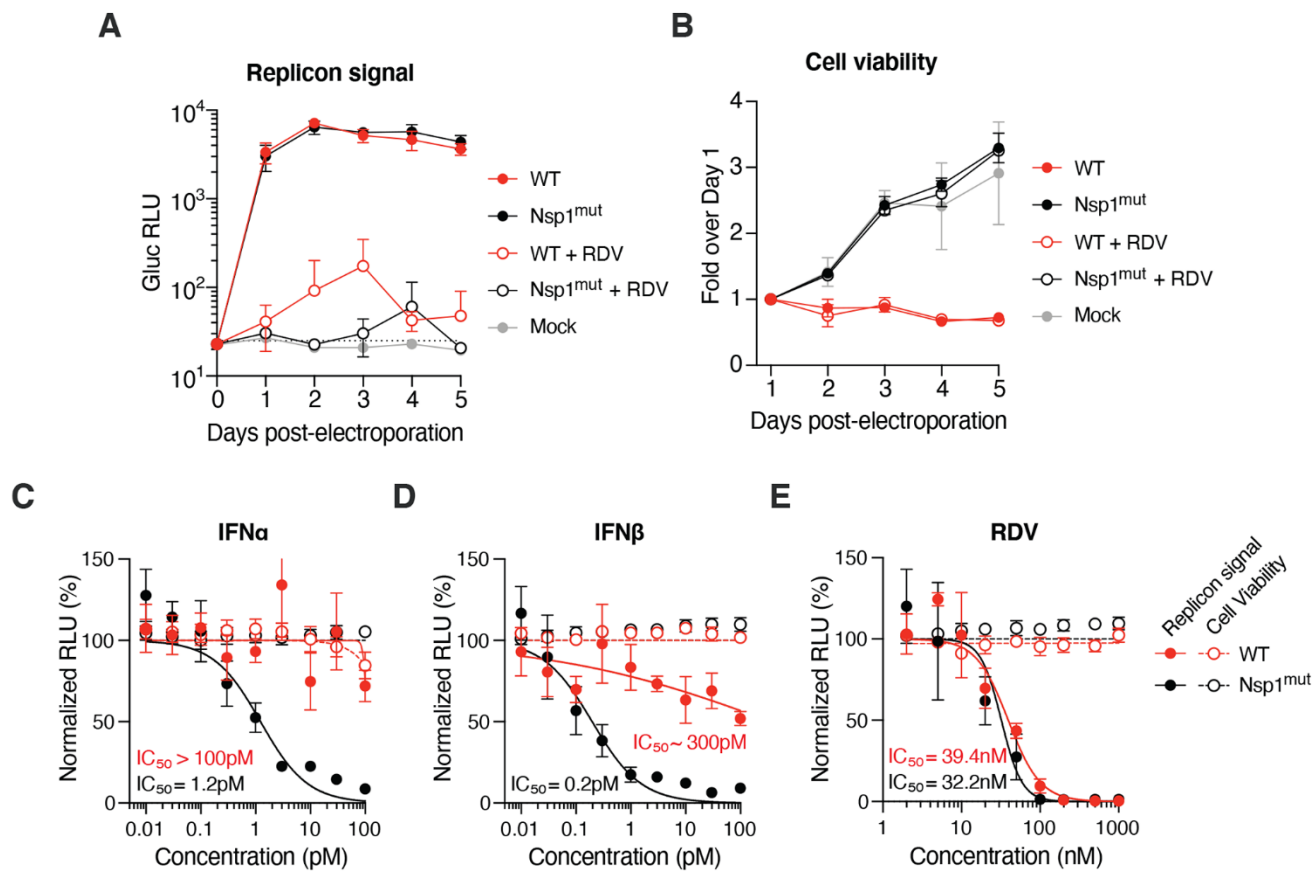 A
Replicon signal
Gluc RLU
10⁴
10³
10²
10¹
0 1 2 3 4 5
Days post-electroporation
WT
Nsp1ᵐᵘᵗ
WT + RDV
Nsp1ᵐᵘᵗ + RDV
Mock
B
Cell viability
Fold over Day 1
4
3
2
1
0
1 2 3 4 5
Days post-electroporation
WT
Nsp1ᵐᵘᵗ
WT + RDV
Nsp1ᵐᵘᵗ + RDV
Mock
C
IFNα
Normalized RLU (%)
150
100
50
0
IC₅₀ > 100pM
IC₅₀ = 1.2pM
0.01 0.1 1 10 100
Concentration (pM)
D
IFNβ
Normalized RLU (%)
150
100
50
0
IC₅₀ ~ 300pM
IC₅₀ = 0.2pM
0.01 0.1 1 10 100
Concentration (pM)
E
RDV
Normalized RLU (%)
150
100
50
0
IC₅₀ = 39.4nM
IC₅₀ = 32.2nM
1 10 100 1000
Concentration (nM)
Replicon signal
Cell Viability
WT
Nsp1ᵐᵘᵗ